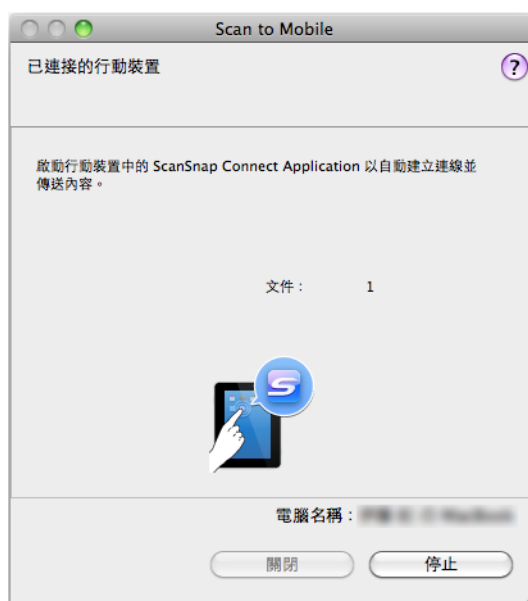 Scan to Mobile
已連接的行動裝置
?
啟動行動裝置中的 ScanSnap Connect Application 以自動建立連線並
傳送內容。
文件： 1
S
電腦名稱：
關閉 停止